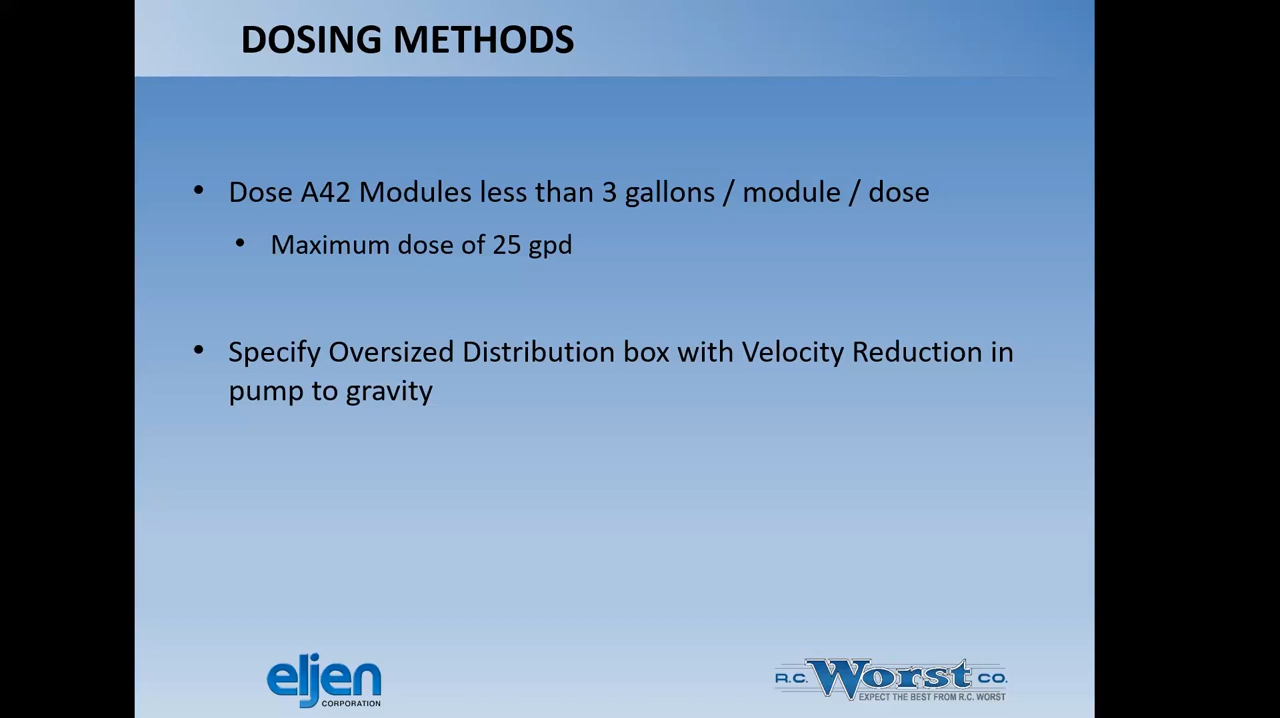 DOSING METHODS
• Dose A42 Modules less than 3 gallons / module / dose
• Maximum dose of 25 gpd
• Specify Oversized Distribution box with Velocity Reduction in
pump to gravity
eljen
CORPORATION
R.C. Worst CO.
EXPECT THE BEST FROM R.C. WORST